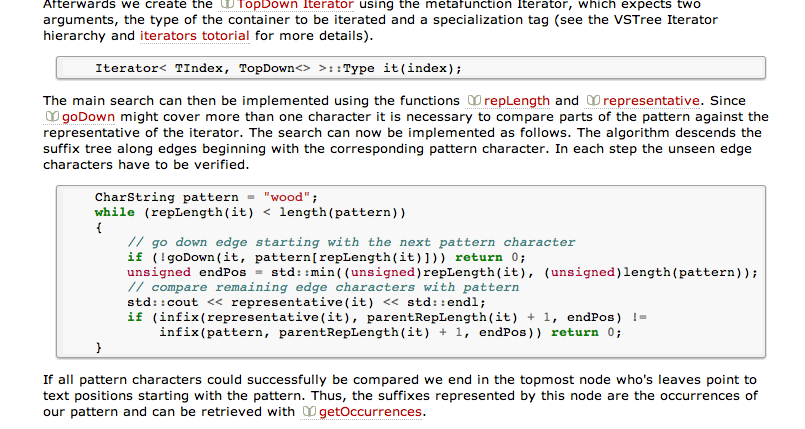 Afterwards we create the TopDown Iterator using the metafunction Iterator, which expects two
arguments, the type of the container to be iterated and a specialization tag (see the VSTree Iterator
hierarchy and iterators totorial for more details).
Iterator< TIndex, TopDown<> >::Type it(index);
The main search can then be implemented using the functions repLength and representative. Since
goDown might cover more than one character it is necessary to compare parts of the pattern against the
representative of the iterator. The search can now be implemented as follows. The algorithm descends the
suffix tree along edges beginning with the corresponding pattern character. In each step the unseen edge
characters have to be verified.
CharString pattern = "wood";
while (repLength(it) < length(pattern))
{
// go down edge starting with the next pattern character
if (!goDown(it, pattern[repLength(it)])) return 0;
unsigned endPos = std::min((unsigned)repLength(it), (unsigned)length(pattern));
// compare remaining edge characters with pattern
std::cout << representative(it) << std::endl;
if (infix(representative(it), parentRepLength(it) + 1, endPos) !=
infix(pattern, parentRepLength(it) + 1, endPos)) return 0;
}
If all pattern characters could successfully be compared we end in the topmost node who's leaves point to
text positions starting with the pattern. Thus, the suffixes represented by this node are the occurrences of
our pattern and can be retrieved with getOccurrences.